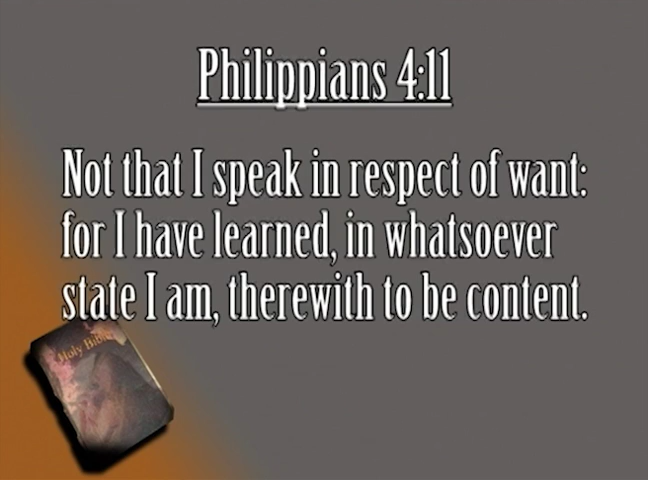 Philippians 4:11
Not that I speak in respect of want:
for I have learned, in whatsoever
state I am, therewith to be content.
Holy Bible